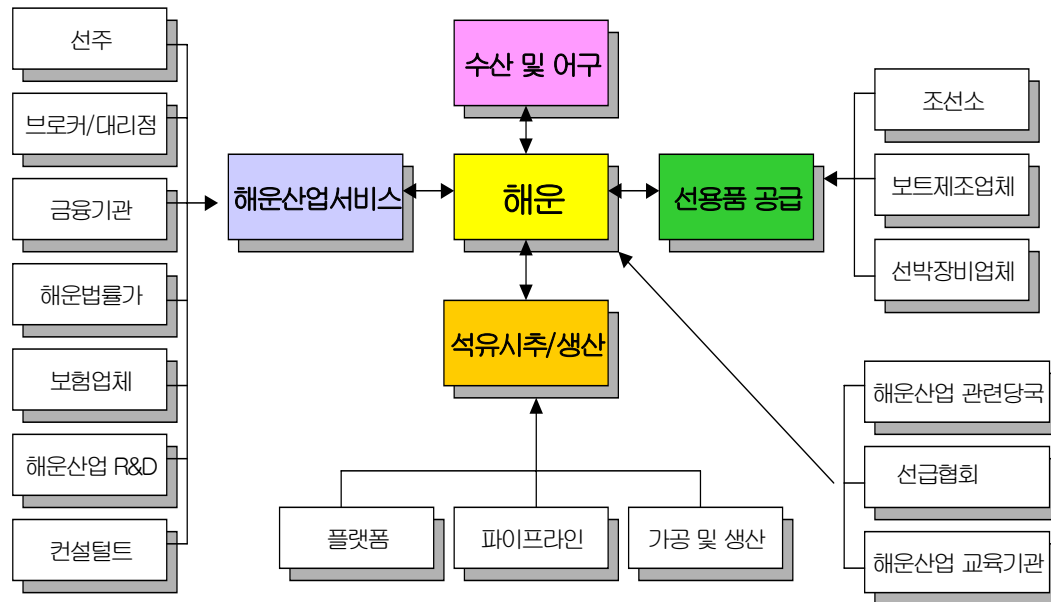 선주
브로커/대리점
금융기관
해운법률가
보험업체
해운산업 R&D
컨설턽트
해운산업서비스
수산 및 어구
해운
석유시추/생산
플랫폼
파이프라인
가공 및 생산
선용품 공급
조선소
보트제조업체
선박장비업체
해운산업 관련당국
선급협회
해운산업 교육기관